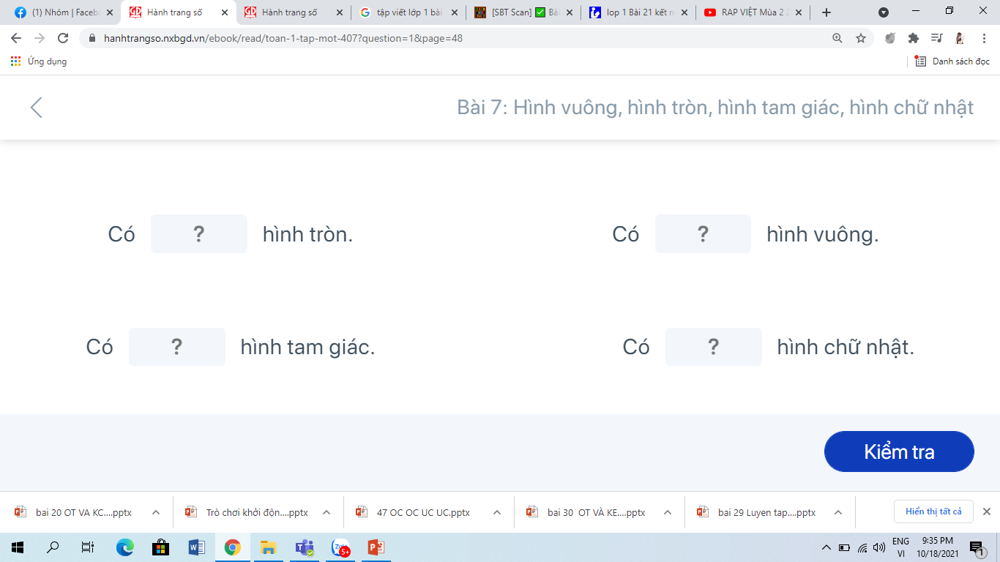 (1) Nhóm | Faceb
Hành trang số
Hành trang số
tập viết lớp 1 bài
[SBT Scan] ✅ Bà
lop 1 Bài 21 kết n
RAP VIỆT Mùa 2
hanhtrangso.nxbgd.vn/ebook/read/toan-1-tap-mot-407?question=1&page=48
Ứng dụng
Danh sách đọc
Bài 7: Hình vuông, hình tròn, hình tam giác, hình chữ nhật
Có ? hình tròn.
Có ? hình vuông.
Có ? hình tam giác.
Có ? hình chữ nhật.
Kiểm tra
bai 20 OT VA KC....pptx
Trò chơi khởi độn....pptx
47 OC OC UC UC.pptx
bai 30 OT VÀ KE....pptx
bai 29 Luyen tap....pptx
Hiển thị tất cả
5+
ENG
VI
9:35 PM
10/18/2021
1